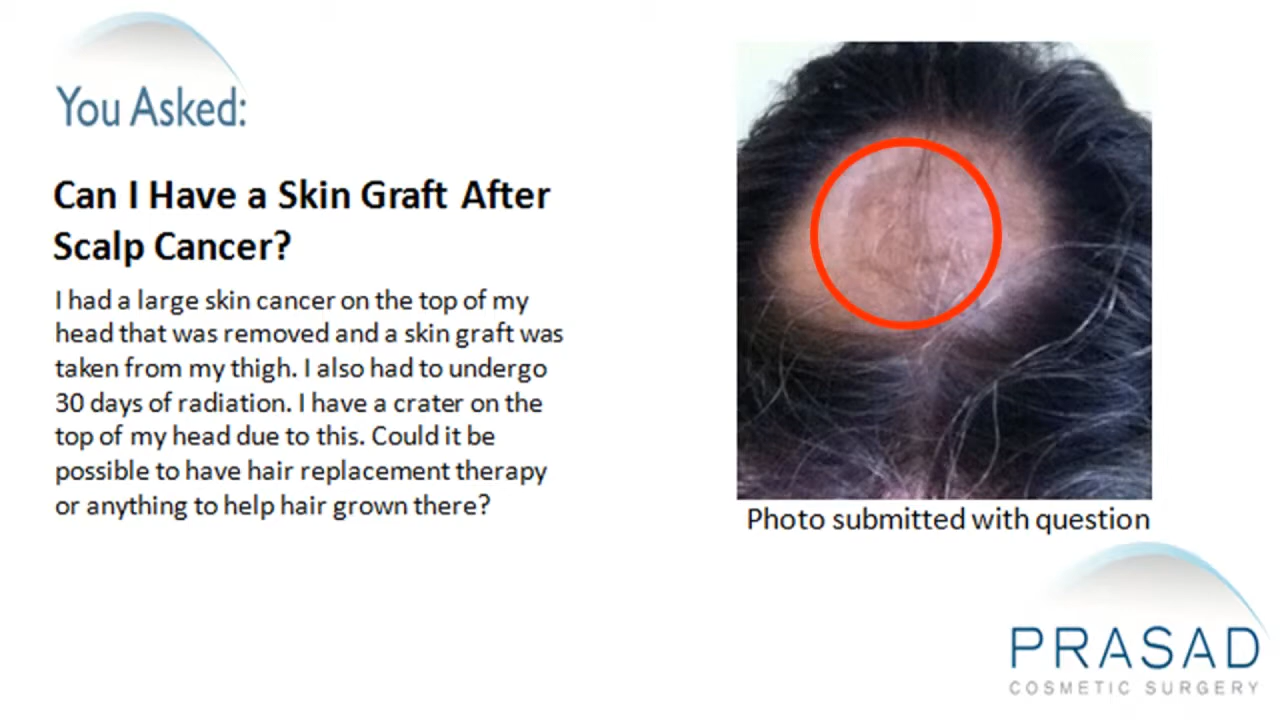 You Asked:
Can I Have a Skin Graft After
Scalp Cancer?
I had a large skin cancer on the top of my
head that was removed and a skin graft was
taken from my thigh. I also had to undergo
30 days of radiation. I have a crater on the
top of my head due to this. Could it be
possible to have hair replacement therapy
or anything to help hair grown there?
Photo submitted with question
PRASAD
COSMETIC SURGERY